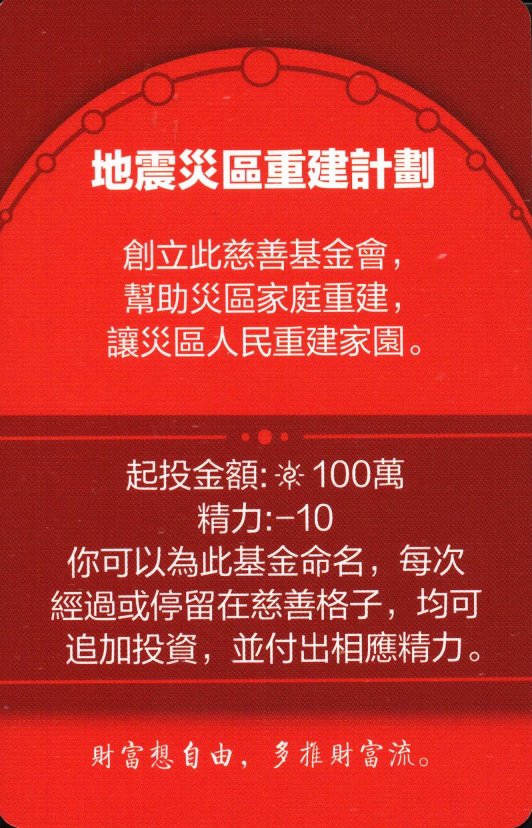 地震災區重建計劃
創立此慈善基金會，
幫助災區家庭重建，
讓災區人民重建家園。
起投金額: 100萬
精力:–10
你可以為此基金命名，每次
經過或停留在慈善格子，均可
追加投資，並付出相應精力。
財富想自由，多推財富流。